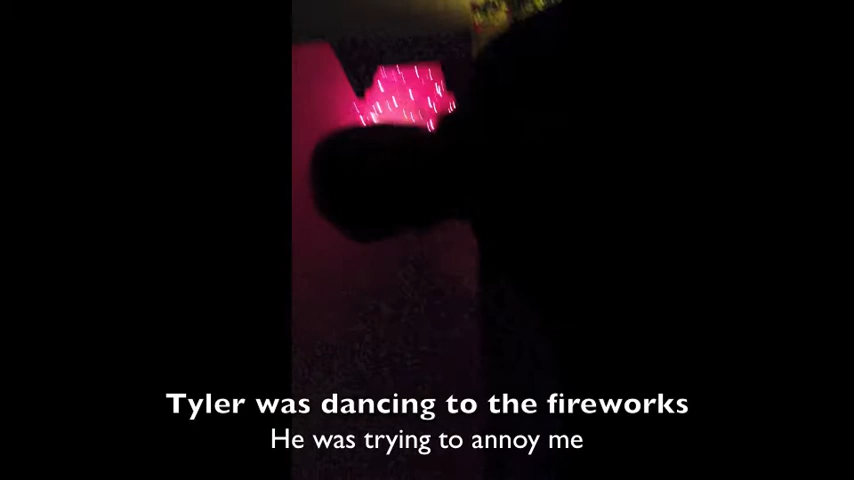 Tyler was dancing to the fireworks
He was trying to annoy me